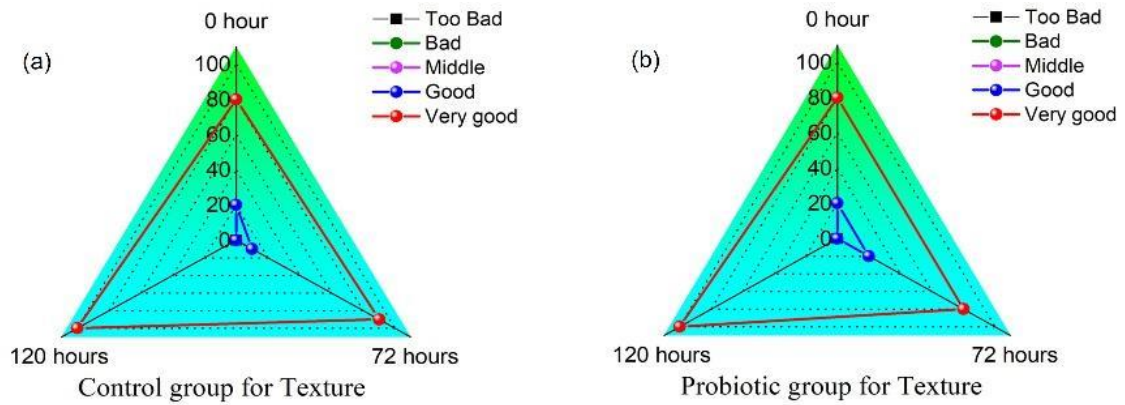 (a)
0 hour
100
80
60
40
20
0
120 hours
72 hours
Too Bad
Bad
Middle
Good
Very good
Control group for Texture
(b)
0 hour
100
80
60
40
20
0
120 hours
72 hours
Too Bad
Bad
Middle
Good
Very good
Probiotic group for Texture